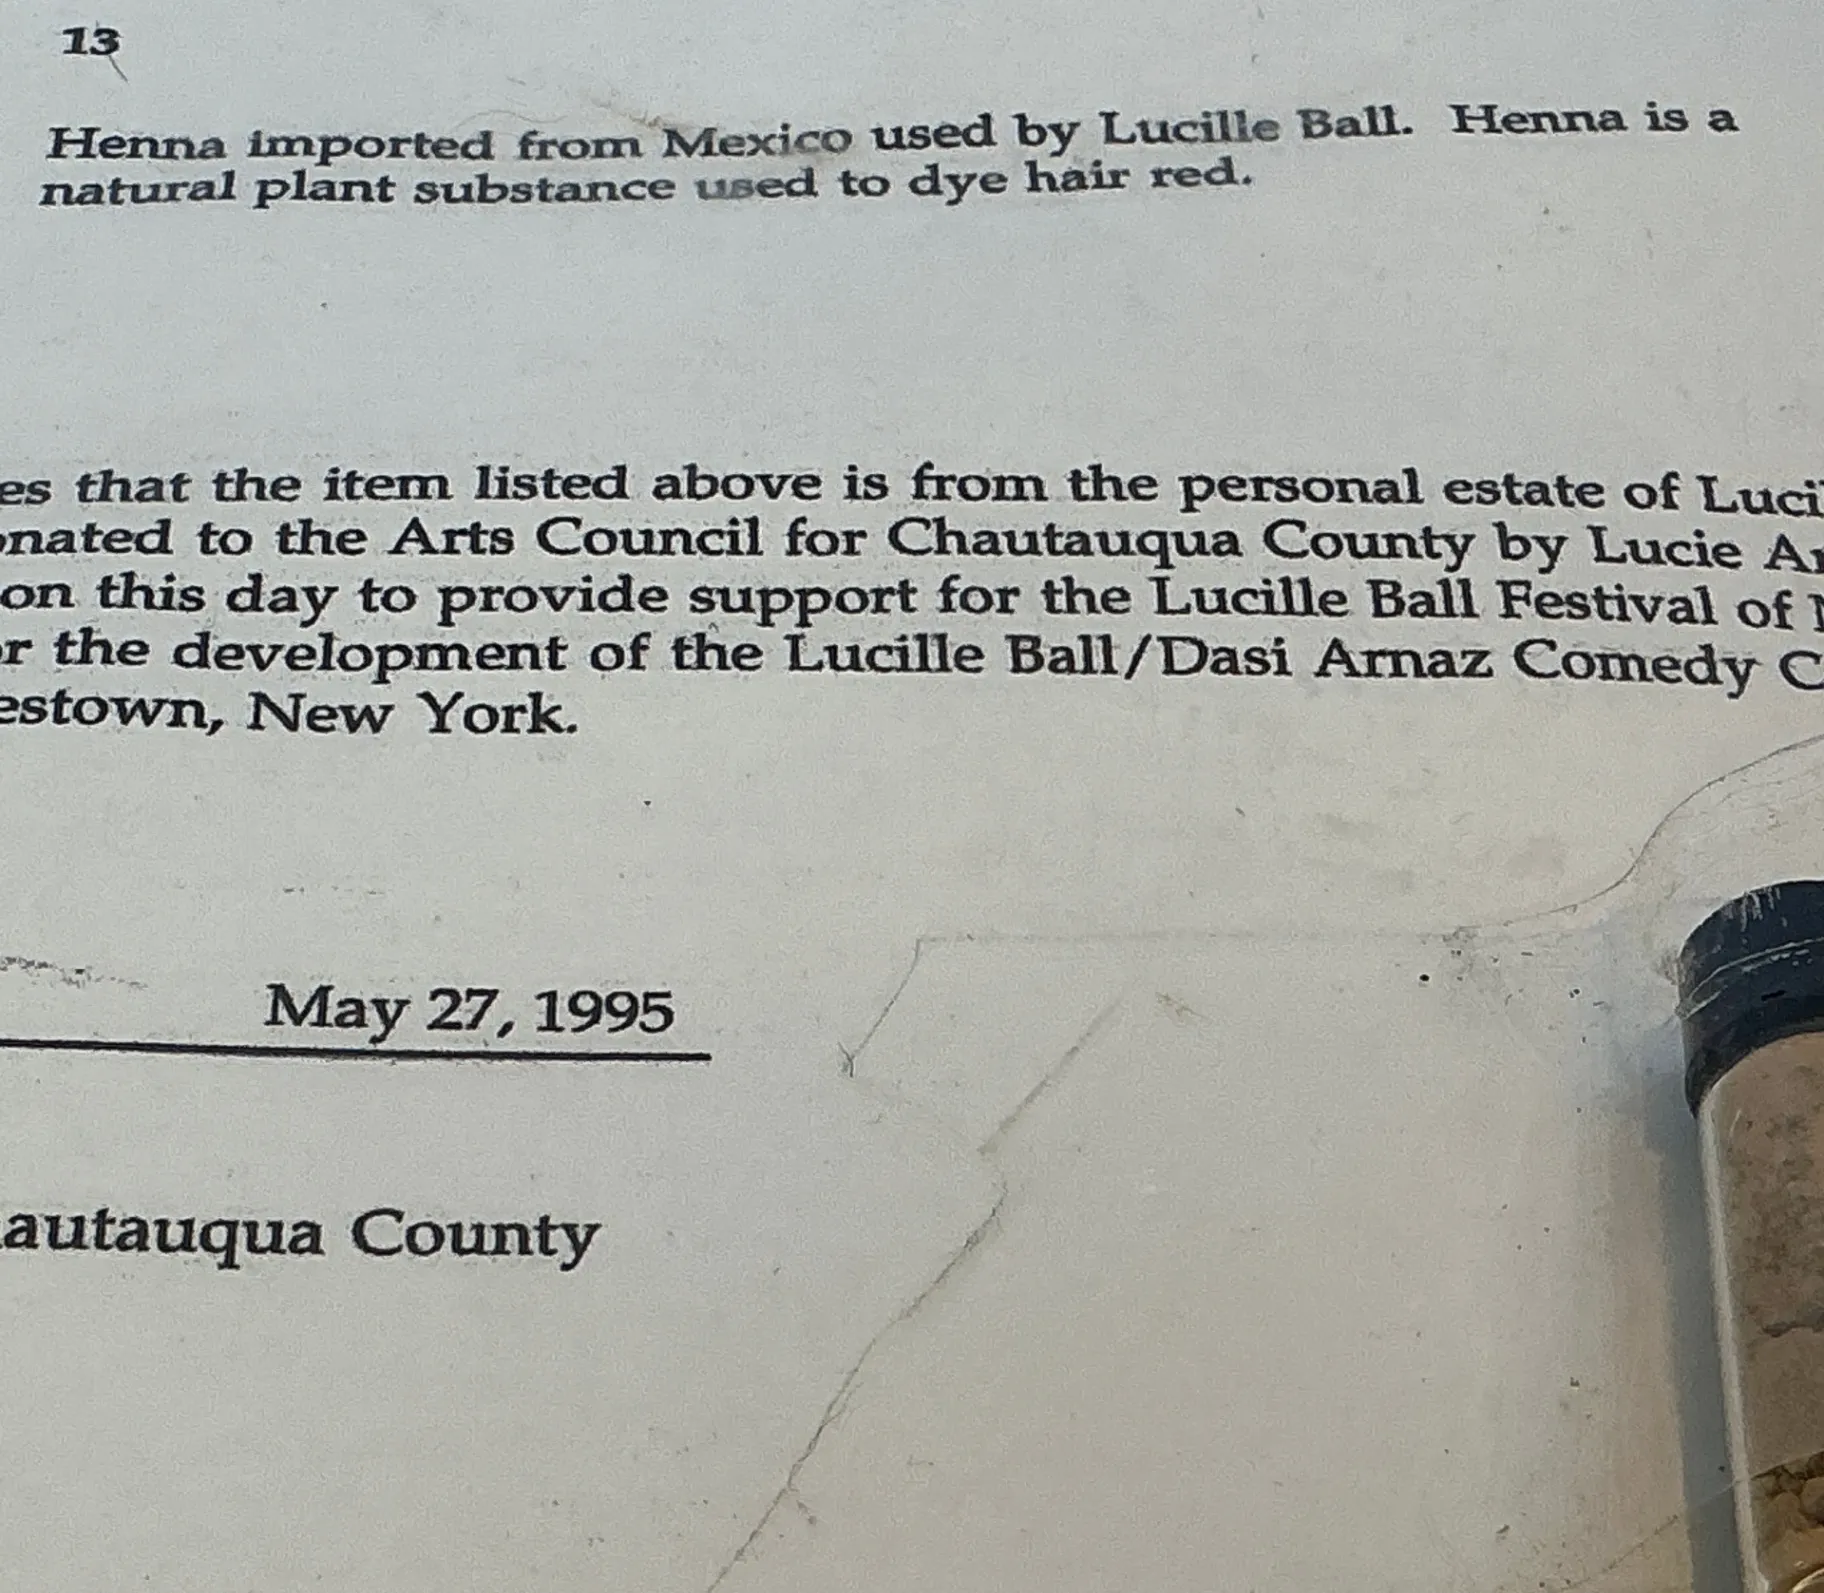 13
Henna imported from Mexico used by Lucille Ball. Henna is a
natural plant substance used to dye hair red.
es that the item listed above is from the personal estate of Luci
nated to the Arts Council for Chautauqua County by Lucie A
on this day to provide support for the Lucille Ball Festival of
r the development of the Lucille Ball/Dasi Arnaz Comedy C
estown, New York.
May 27, 1995
autauqua County